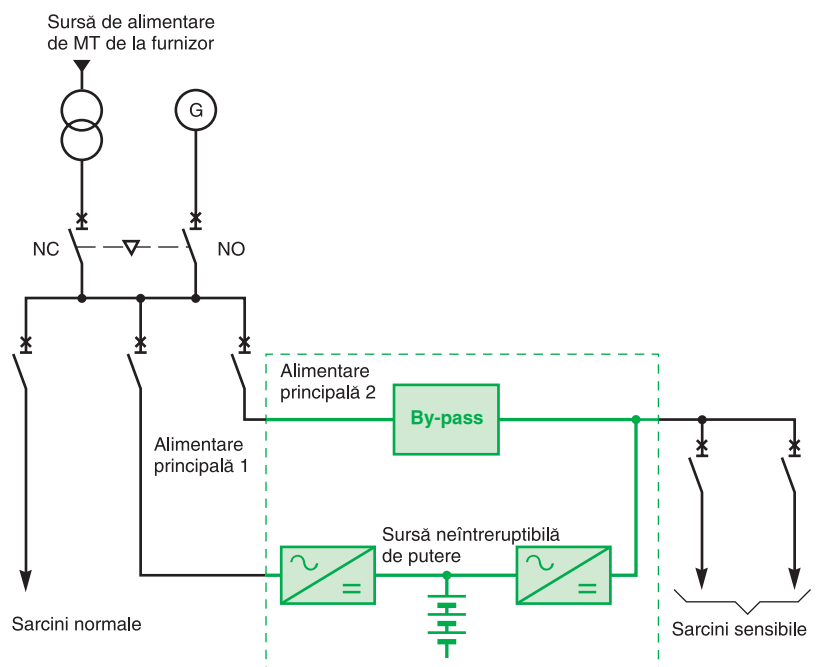 Sursă de alimentare
de MT de la furnizor
G
NC
NO
Alimentare
principală 2
By-pass
Alimentare
principală 1
Sursă neîntreruptibilă
de putere
Sarcini normale
Sarcini sensibile